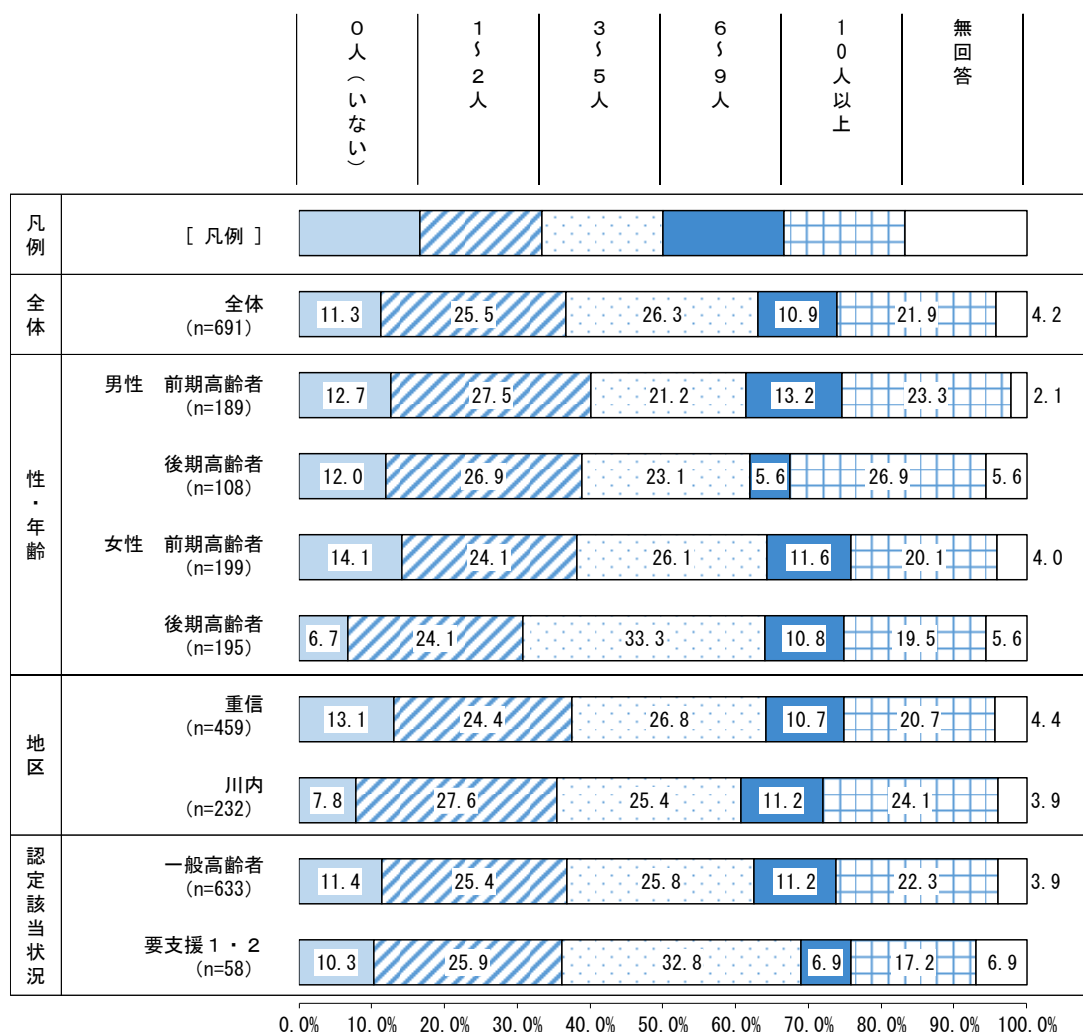 0人(いない)
1~2人
3~5人
6~9人
10人以上
無回答
凡例
[ 凡例 ]
全体
全体
(n=691)
11.3 25.5 26.3 10.9 21.9 4.2
性・年齢
男性 前期高齢者
(n=189)
12.7 27.5 21.2 13.2 23.3 2.1
後期高齢者
(n=108)
12.0 26.9 23.1 5.6 26.9 5.6
女性 前期高齢者
(n=199)
14.1 24.1 26.1 11.6 20.1 4.0
後期高齢者
(n=195)
6.7 24.1 33.3 10.8 19.5 5.6
地区
重信
(n=459)
13.1 24.4 26.8 10.7 20.7 4.4
川内
(n=232)
7.8 27.6 25.4 11.2 24.1 3.9
認定該当状況
一般高齢者
(n=633)
11.4 25.4 25.8 11.2 22.3 3.9
要支援1・2
(n=58)
10.3 25.9 32.8 6.9 17.2 6.9
0.0% 10.0% 20.0% 30.0% 40.0% 50.0% 60.0% 70.0% 80.0% 90.0% 100.0%